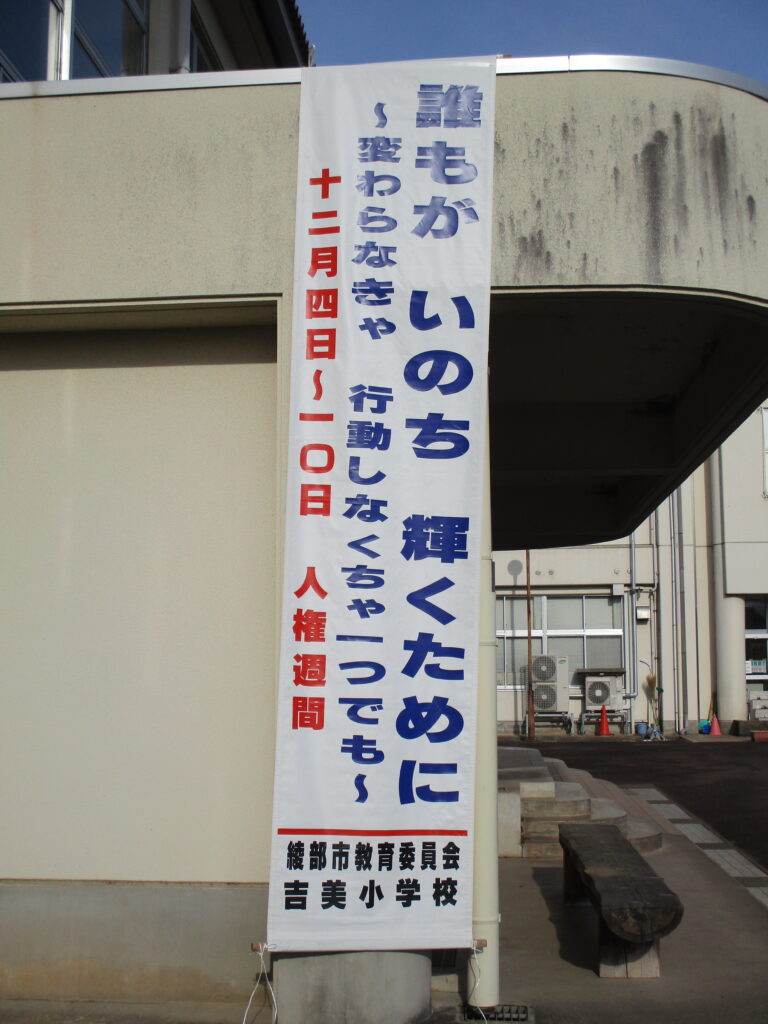 誰もが いのち 輝くために
～変わらなきゃ 行動しなくちゃ一つでも～
十二月四日～一〇日 人権週間
綾部市教育委員会
吉美小学校